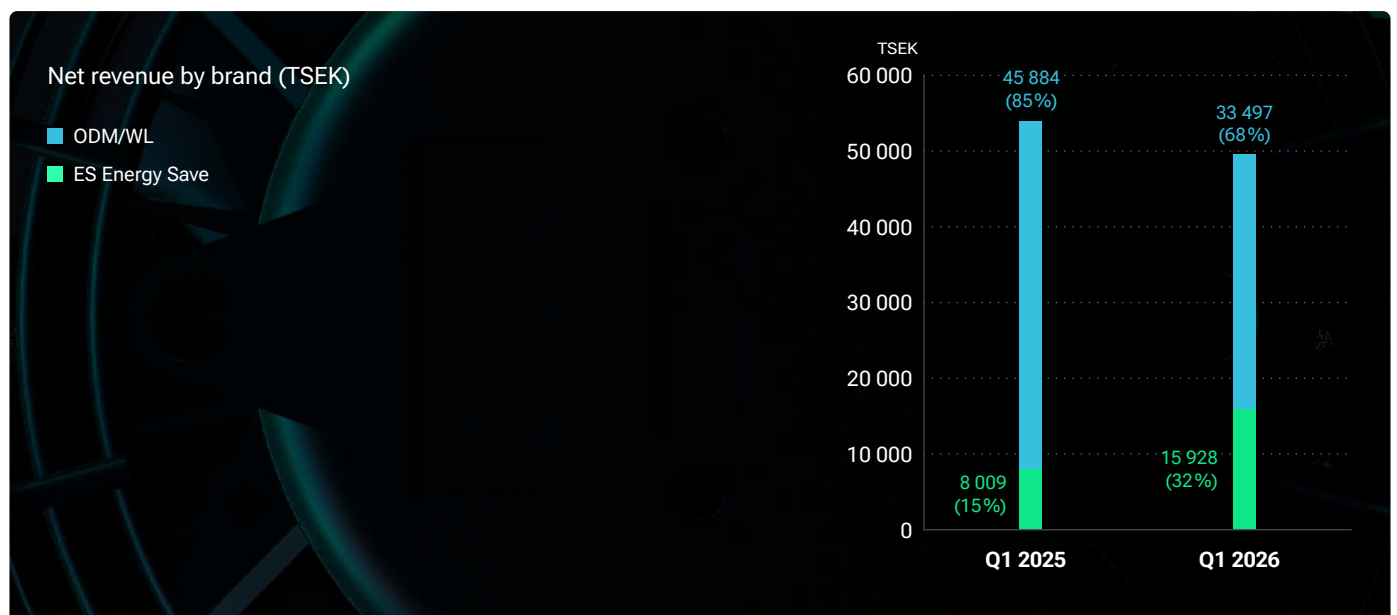 Net revenue by brand (TSEK)
ODM/WL
ES Energy Save
TSEK
60 000
50 000
40 000
30 000
20 000
10 000
0
45 884
(85%)
8 009
(15%)
33 497
(68%)
15 928
(32%)
Q1 2025
Q1 2026